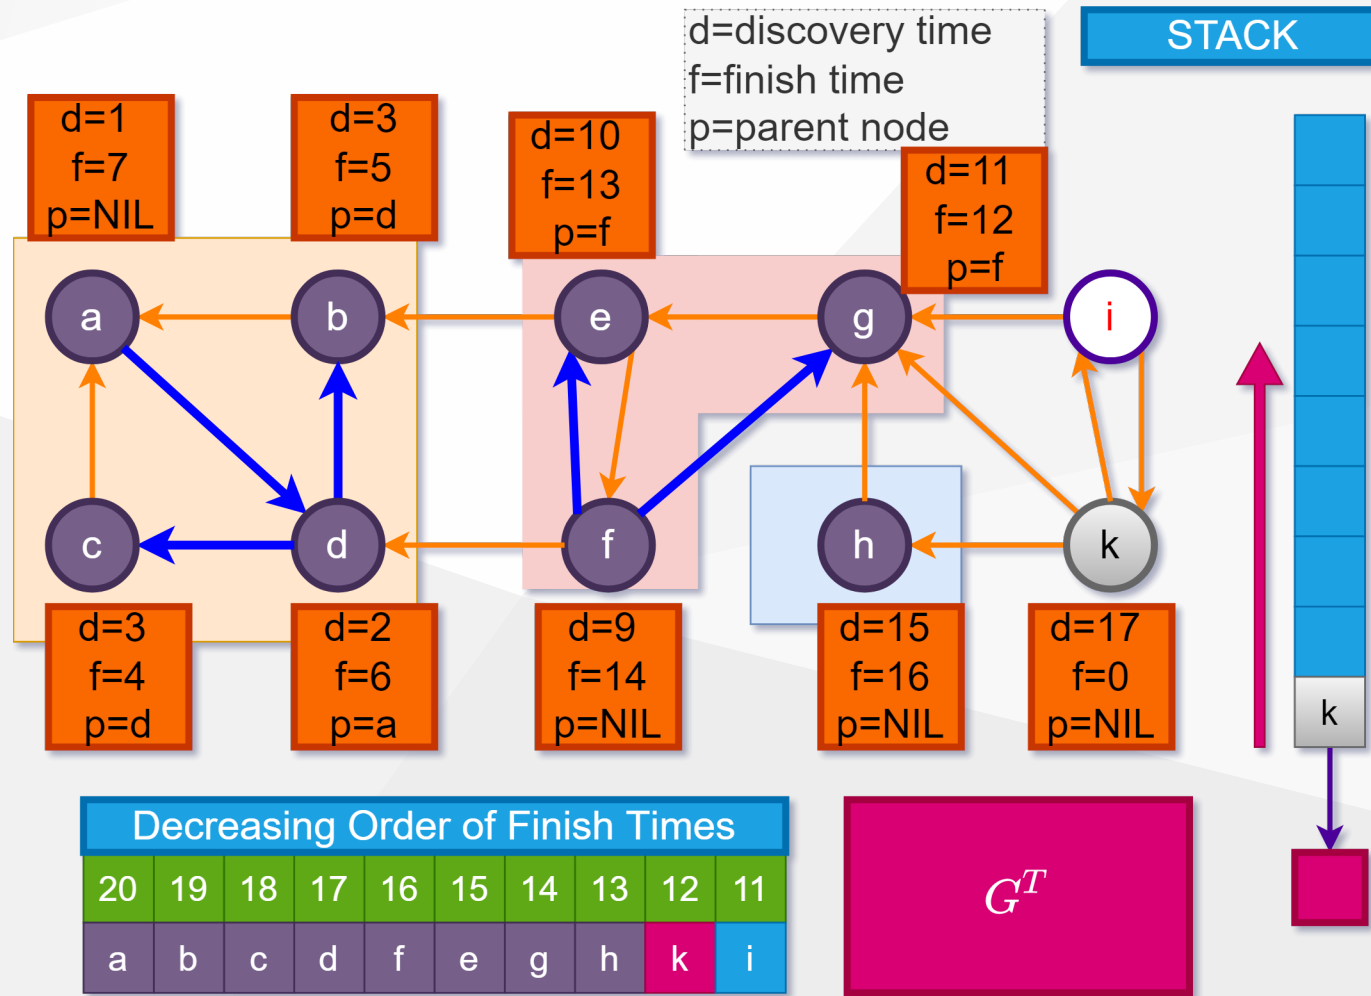 d=discovery time
f=finish time
p=parent node
STACK
d=1
f=7
p=NIL
d=3
f=5
p=d
d=10
f=13
p=f
d=11
f=12
p=f
a
b
e
g
i
c
d
f
h
k
d=3
f=4
p=d
d=2
f=6
p=a
d=9
f=14
p=NIL
d=15
f=16
p=NIL
d=17
f=0
p=NIL
k
Decreasing Order of Finish Times
20 19 18 17 16 15 14 13 12 11
a b c d f e g h k i
G^T